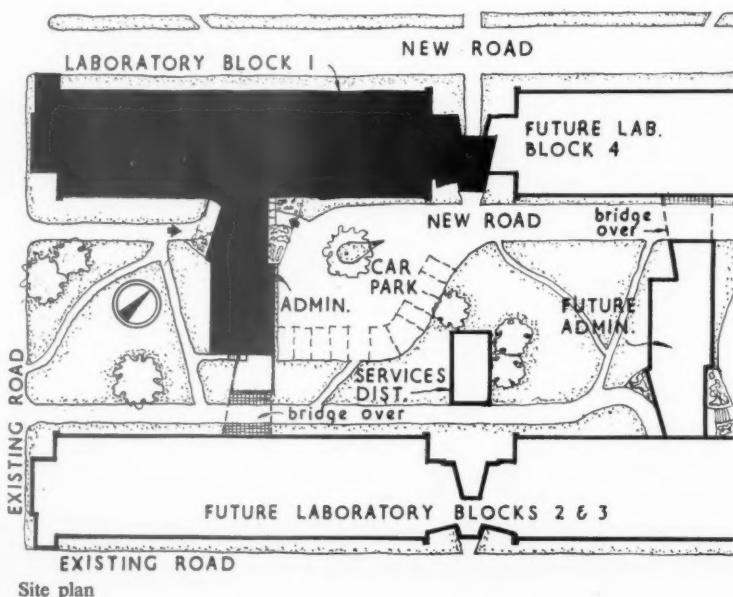 NEW ROAD
LABORATORY BLOCK 1
FUTURE LAB.
BLOCK 4
NEW ROAD
bridge
over
CAR
PARK
ADMIN.
FUTURE
ADMIN.
SERVICES
DIST.
bridge over
EXISTING ROAD
FUTURE LABORATORY BLOCKS 2 & 3
EXISTING ROAD
Site plan